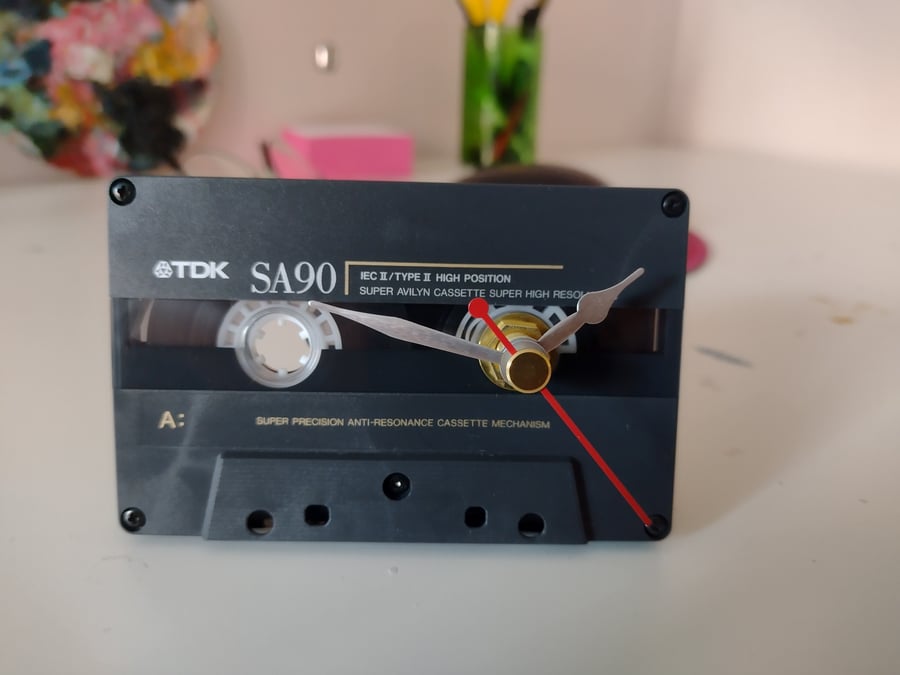 TDK SA90
IEC II/TYPE II HIGH POSITION
SUPER AVILYN CASSETTE SUPER HIGH
A:
SUPER PRECISION ANTI-RESONANCE CASSETTE MECHANISM